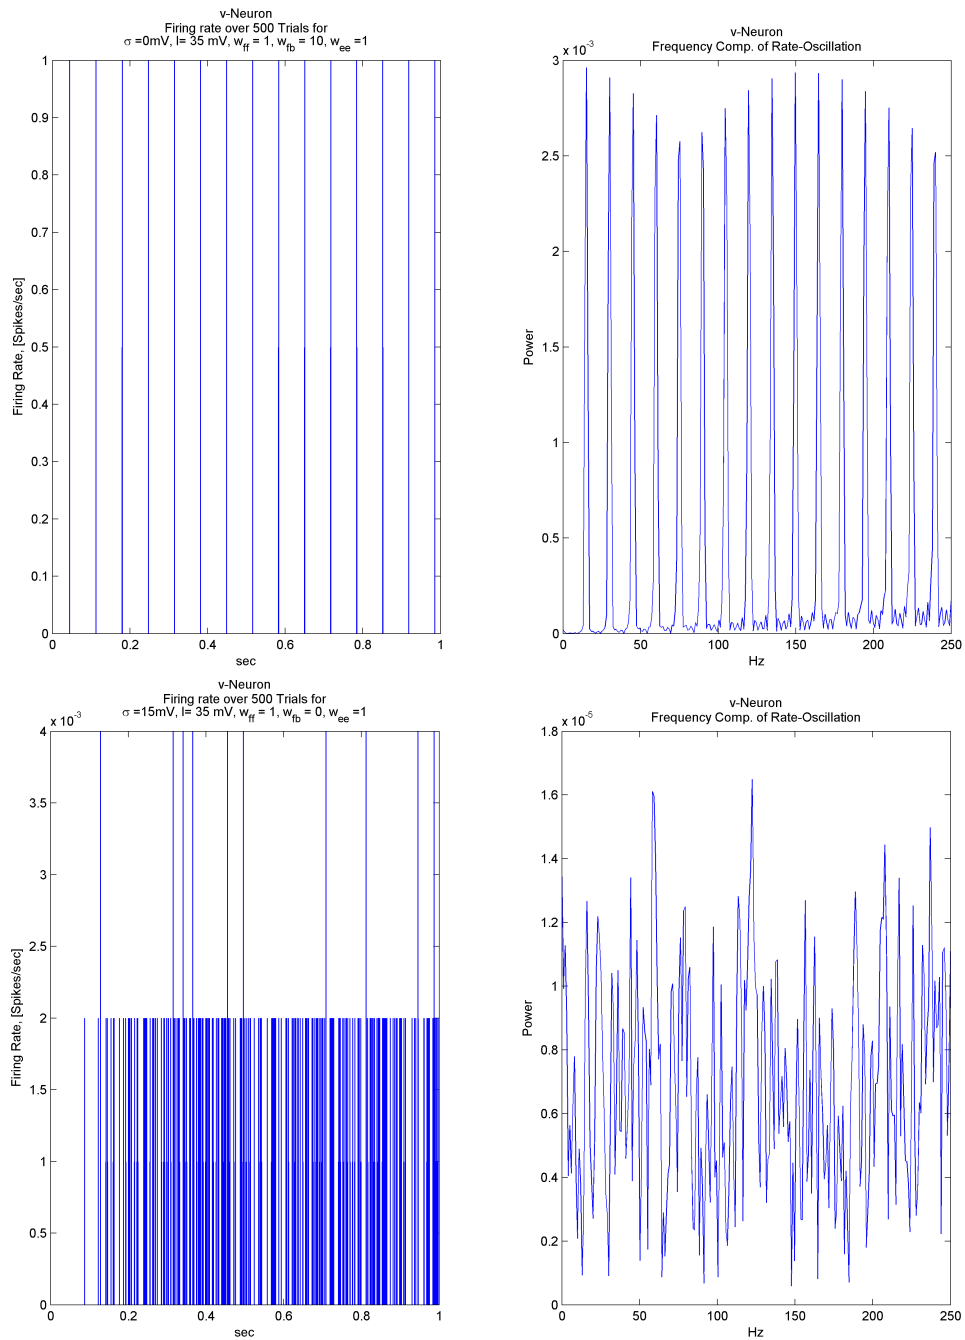 v-Neuron
Firing rate over 500 Trials for
σ =0mV, I= 35 mV, w_ff = 1, w_fb = 10, w_ee =1
1
0.9
0.8
0.7
0.6
0.5
0.4
0.3
0.2
0.1
0
Firing Rate, [Spikes/sec]
0 0.2 0.4 0.6 0.8 1
sec
v-Neuron
Frequency Comp. of Rate-Oscillation
x 10^-3
3
2.5
2
1.5
1
0.5
0
Power
0 50 100 150 200 250
Hz
v-Neuron
Firing rate over 500 Trials for
σ =15mV, I= 35 mV, w_ff = 1, w_fb = 0, w_ee =1
x 10^-3
4
3.5
3
2.5
2
1.5
1
0.5
0
Firing Rate, [Spikes/sec]
0 0.2 0.4 0.6 0.8 1
sec
v-Neuron
Frequency Comp. of Rate-Oscillation
x 10^-5
1.8
1.6
1.4
1.2
1
0.8
0.6
0.4
0.2
0
Power
0 50 100 150 200 250
Hz